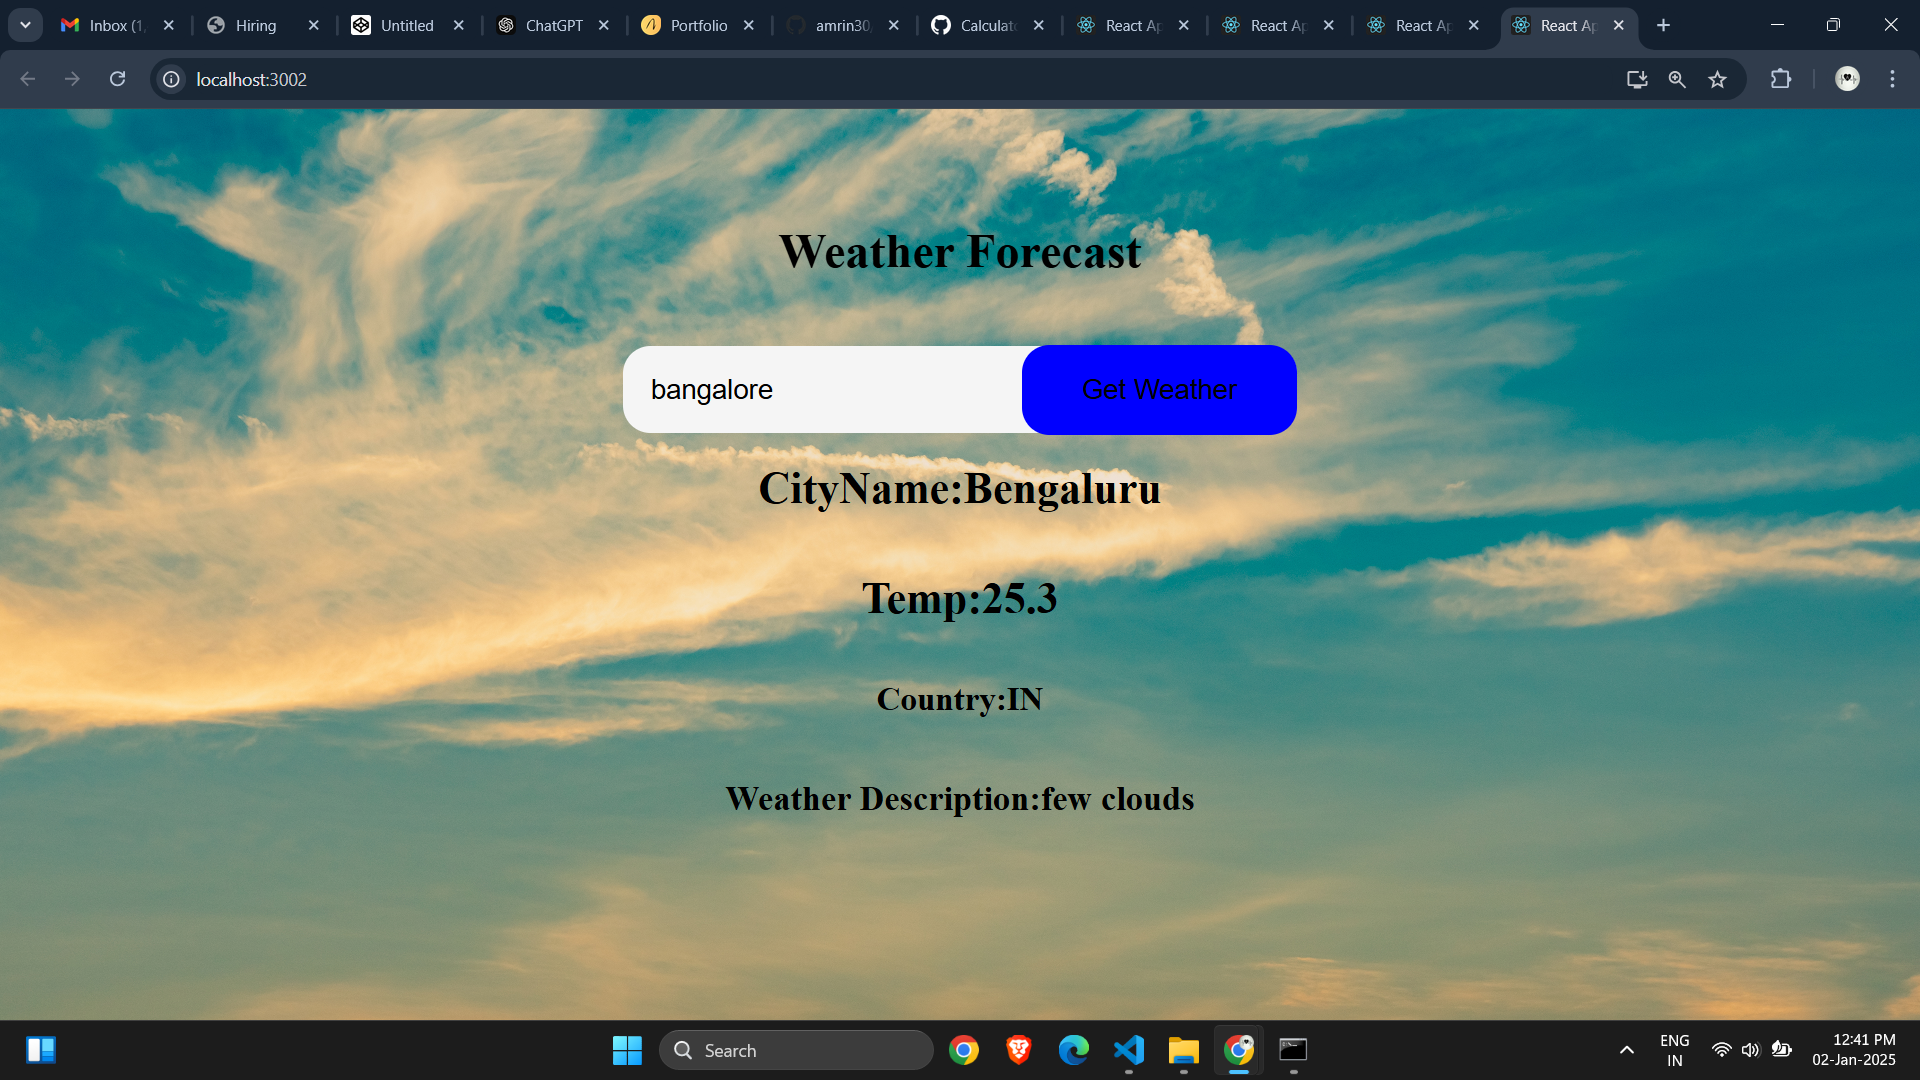 Inbox (1,
Hiring
Untitled
ChatGPT
Portfolio
amrin30,
Calculato
React Ap
React Ap
React Ap
React Ap
localhost:3002
Weather Forecast
bangalore
Get Weather
CityName:Bengaluru
Temp:25.3
Country:IN
Weather Description:few clouds
Search
ENG
IN
12:41 PM
02-Jan-2025